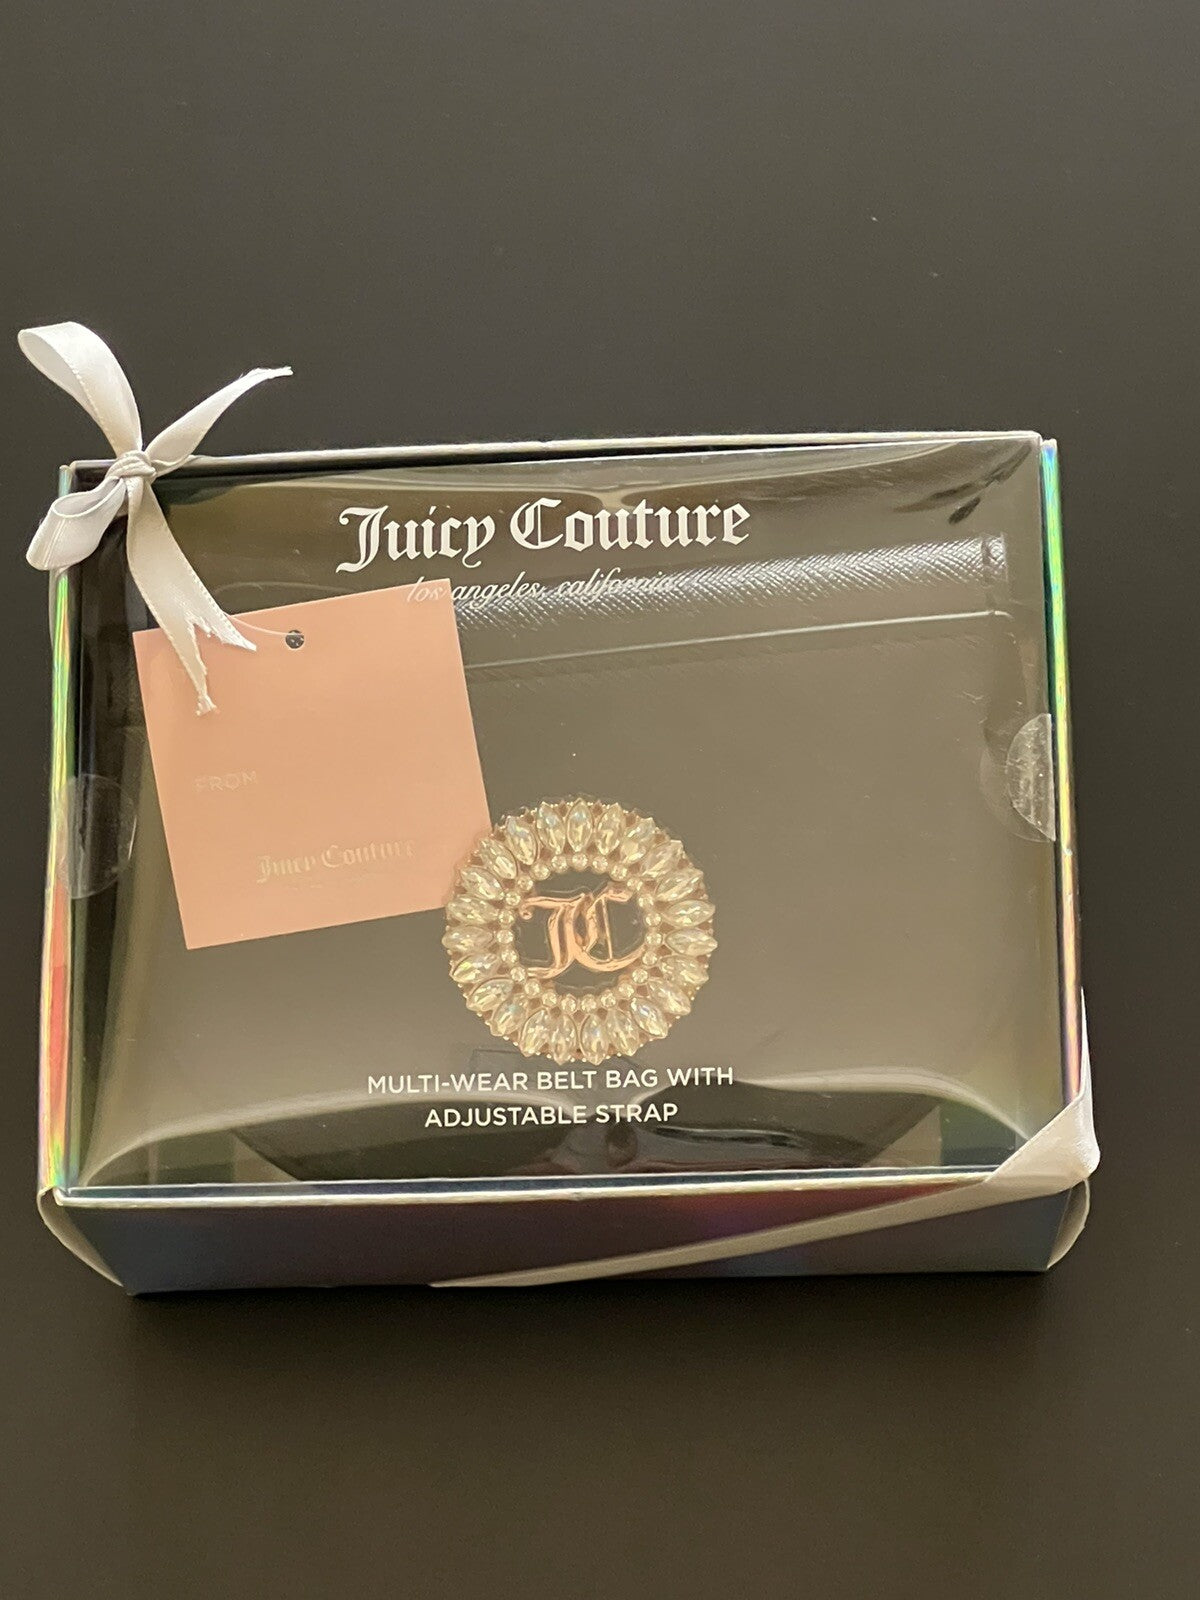 Juicy Couture
los angeles, california
FROM
Juicy Couture
JC
MULTI-WEAR BELT BAG WITH
ADJUSTABLE STRAP